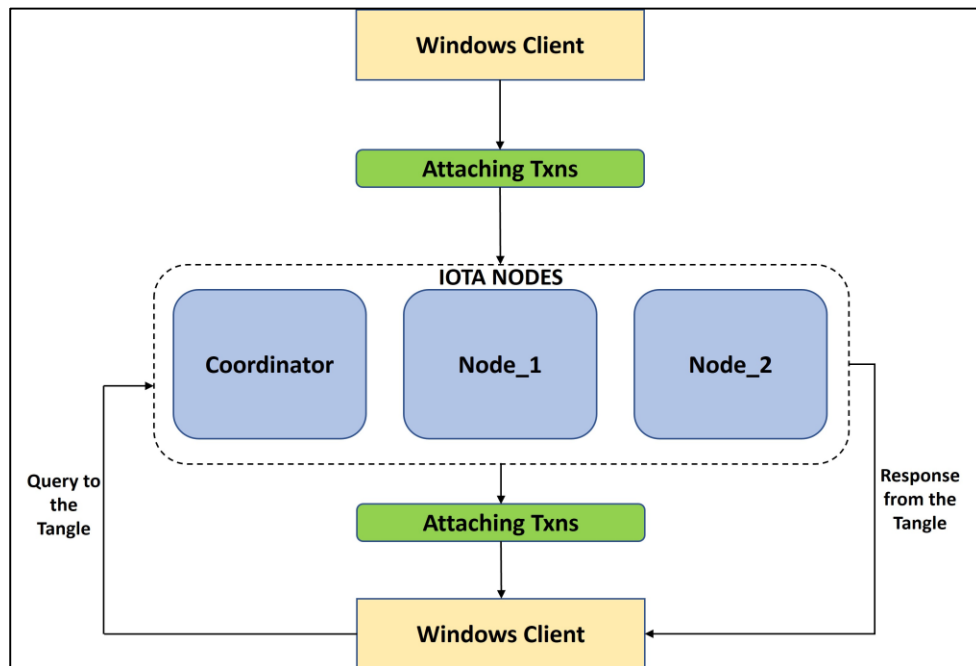 Windows Client
Attaching Txns
IOTA NODES
Coordinator
Node_1
Node_2
Query to
the
Tangle
Response
from the
Tangle
Attaching Txns
Windows Client